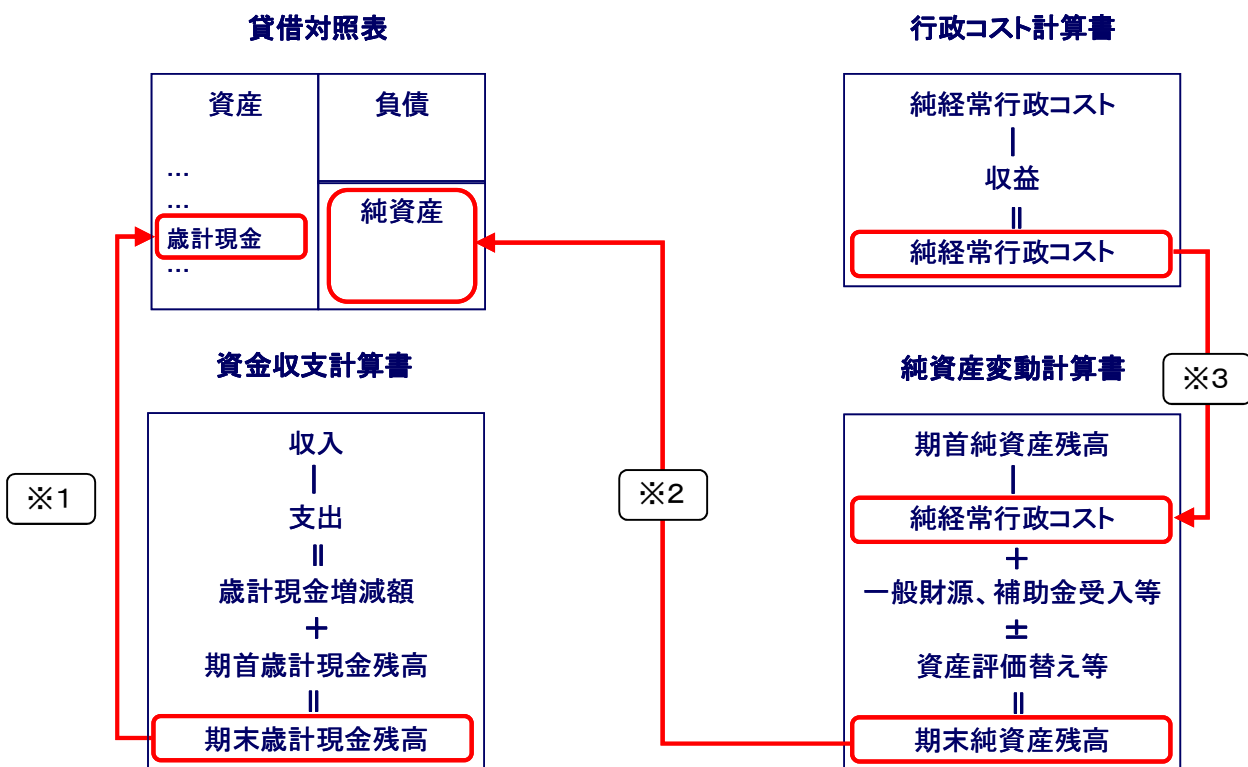 貸借対照表
資産
負債
…
…
歳計現金
…
純資産
行政コスト計算書
純経常行政コスト
|
収益
||
純経常行政コスト
資金収支計算書
収入
|
支出
||
歳計現金増減額
+
期首歳計現金残高
||
期末歳計現金残高
純資産変動計算書
期首純資産残高
|
純経常行政コスト
+
一般財源、補助金受入等
±
資産評価替え等
||
期末純資産残高
※1
※2
※3